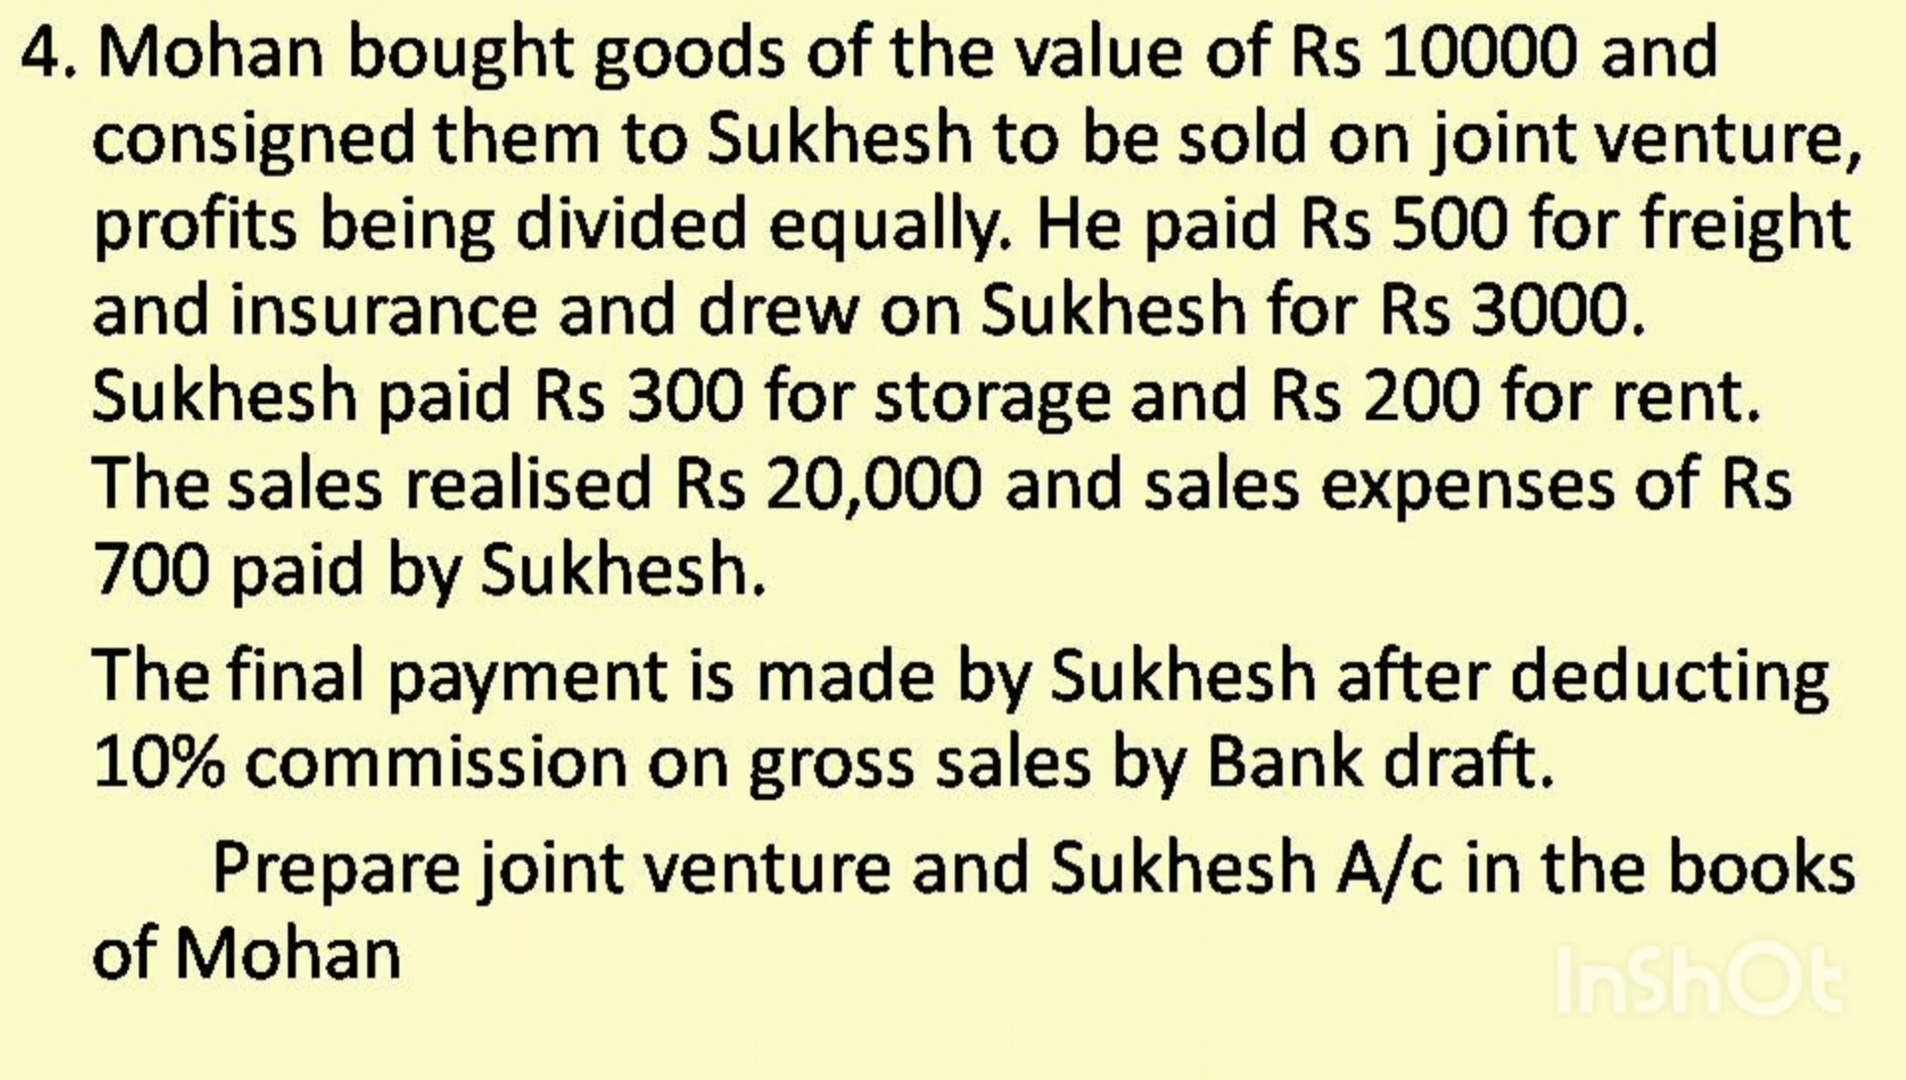 4. Mohan bought goods of the value of Rs 10000 and
consigned them to Sukhesh to be sold on joint venture,
profits being divided equally. He paid Rs 500 for freight
and insurance and drew on Sukhesh for Rs 3000.
Sukhesh paid Rs 300 for storage and Rs 200 for rent.
The sales realised Rs 20,000 and sales expenses of Rs
700 paid by Sukhesh.
The final payment is made by Sukhesh after deducting
10% commission on gross sales by Bank draft.
Prepare joint venture and Sukhesh A/c in the books
of Mohan
InShOt